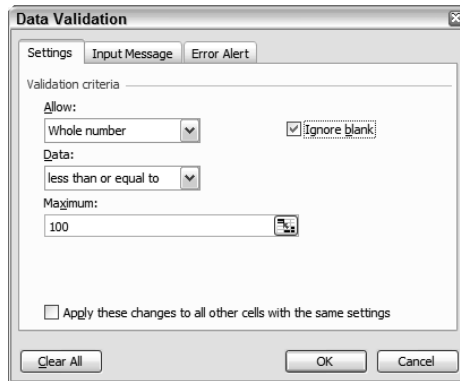 Data Validation
Settings Input Message Error Alert
Validation criteria
Allow:
Whole number
Ignore blank
Data:
less than or equal to
Maximum:
100
Apply these changes to all other cells with the same settings
Clear All OK Cancel